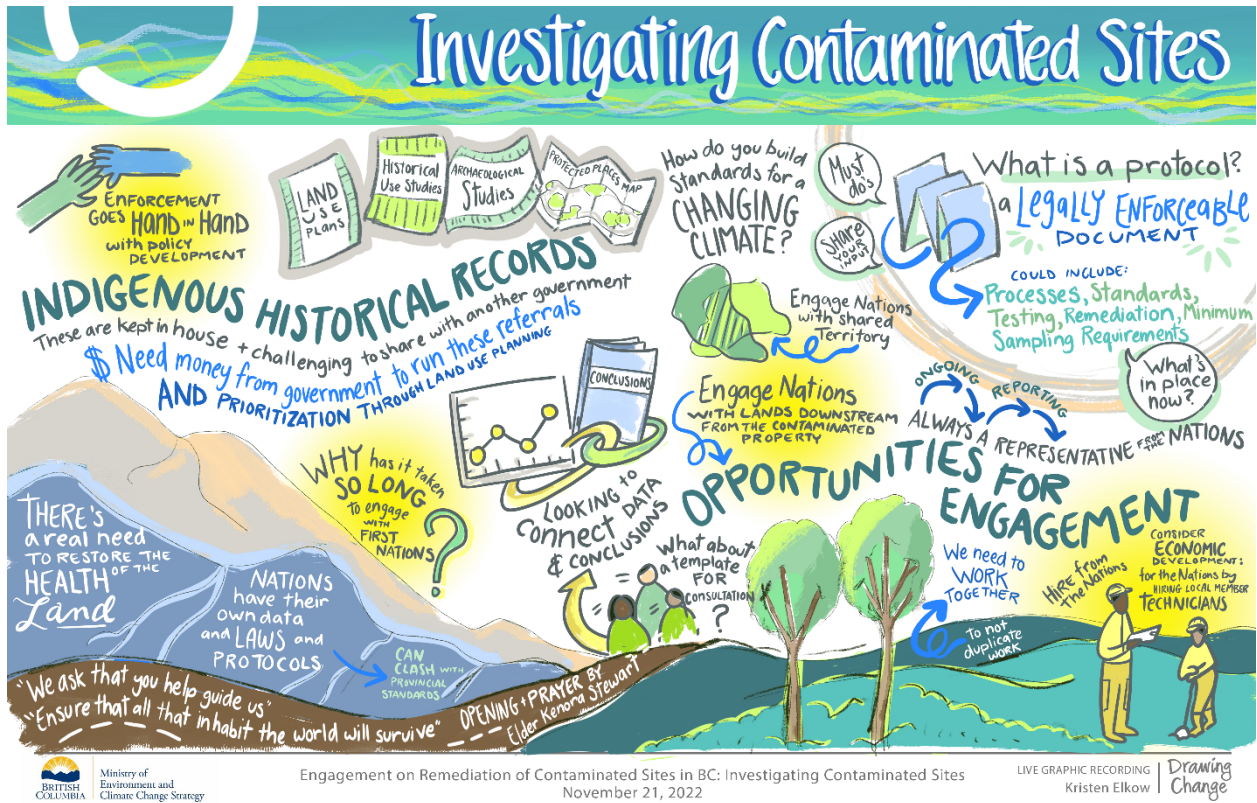 Investigating Contaminated Sites
ENFORCEMENT
GOES HAND IN HAND
with policy
DEVELOPMENT
LAND
USE
PLANS
Historical
Use Studies
ARCHAEOLOGICAL
Studies
PROTECTED PLACES MAP
INDIGENOUS HISTORICAL RECORDS
These are kept in house + challenging to share with another government
$ Need money from government to run these referrals
AND PRIORITIZATION THROUGH LAND USE PLANNING
How do you build
Standards for a
CHANGING
CLIMATE?
Must
do's
SHARE
YOUR
INPUT
What is a protocol?
a LEGALLY ENFORCEABLE
DOCUMENT
COULD INCLUDE:
Processes, Standards,
Testing, Remediation, Minimum
Sampling Requirements
What's
in place
now?
Engage Nations
with shared
Territory
Engage Nations
WITH LANDS DOWNSTREAM
FROM THE CONTAMINATED
PROPERTY
ONGOING REPORTING
ALWAYS A REPRESENTATIVE FROM THE NATIONS
OPPORTUNITIES FOR
ENGAGEMENT
CONCLUSIONS
LOOKING TO
CONNECT DATA
& CONCLUSIONS
WHY has it taken
SO LONG
to engage
WITH
FIRST
NATIONS
?
What about
a template
FOR
CONSULTATION
?
THERE'S
a real need
TO RESTORE THE
HEALTH OF THE
Land
NATIONS
have their
own data
and LAWS and
PROTOCOLS
CAN
CLASH WITH
PROVINCIAL
STANDARDS
We need to
WORK
TOGETHER
To not
duplicate
work
HIRE from
the Nations
CONSIDER
ECONOMIC
DEVELOPMENT:
for the Nations by
HIRING LOCAL MEMBER
TECHNICIANS
"We ask that you help guide us"
"Ensure that all that inhabit the world will survive"
OPENING + PRAYER BY
Elder Kenora Stewart
BRITISH
COLUMBIA
Ministry of
Environment and
Climate Change Strategy
Engagement on Remediation of Contaminated Sites in BC: Investigating Contaminated Sites
November 21, 2022
LIVE GRAPHIC RECORDING
Kristen Elkow
Drawing
Change